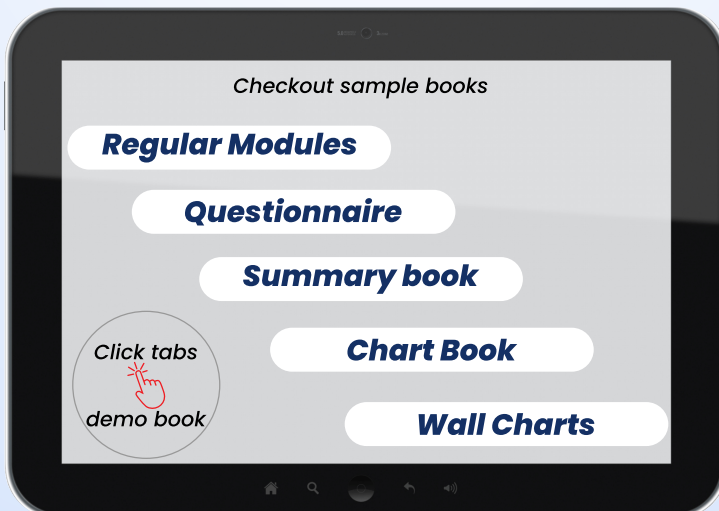 Checkout sample books
Regular Modules
Questionnaire
Summary book
Chart Book
Click tabs
demo book
Wall Charts